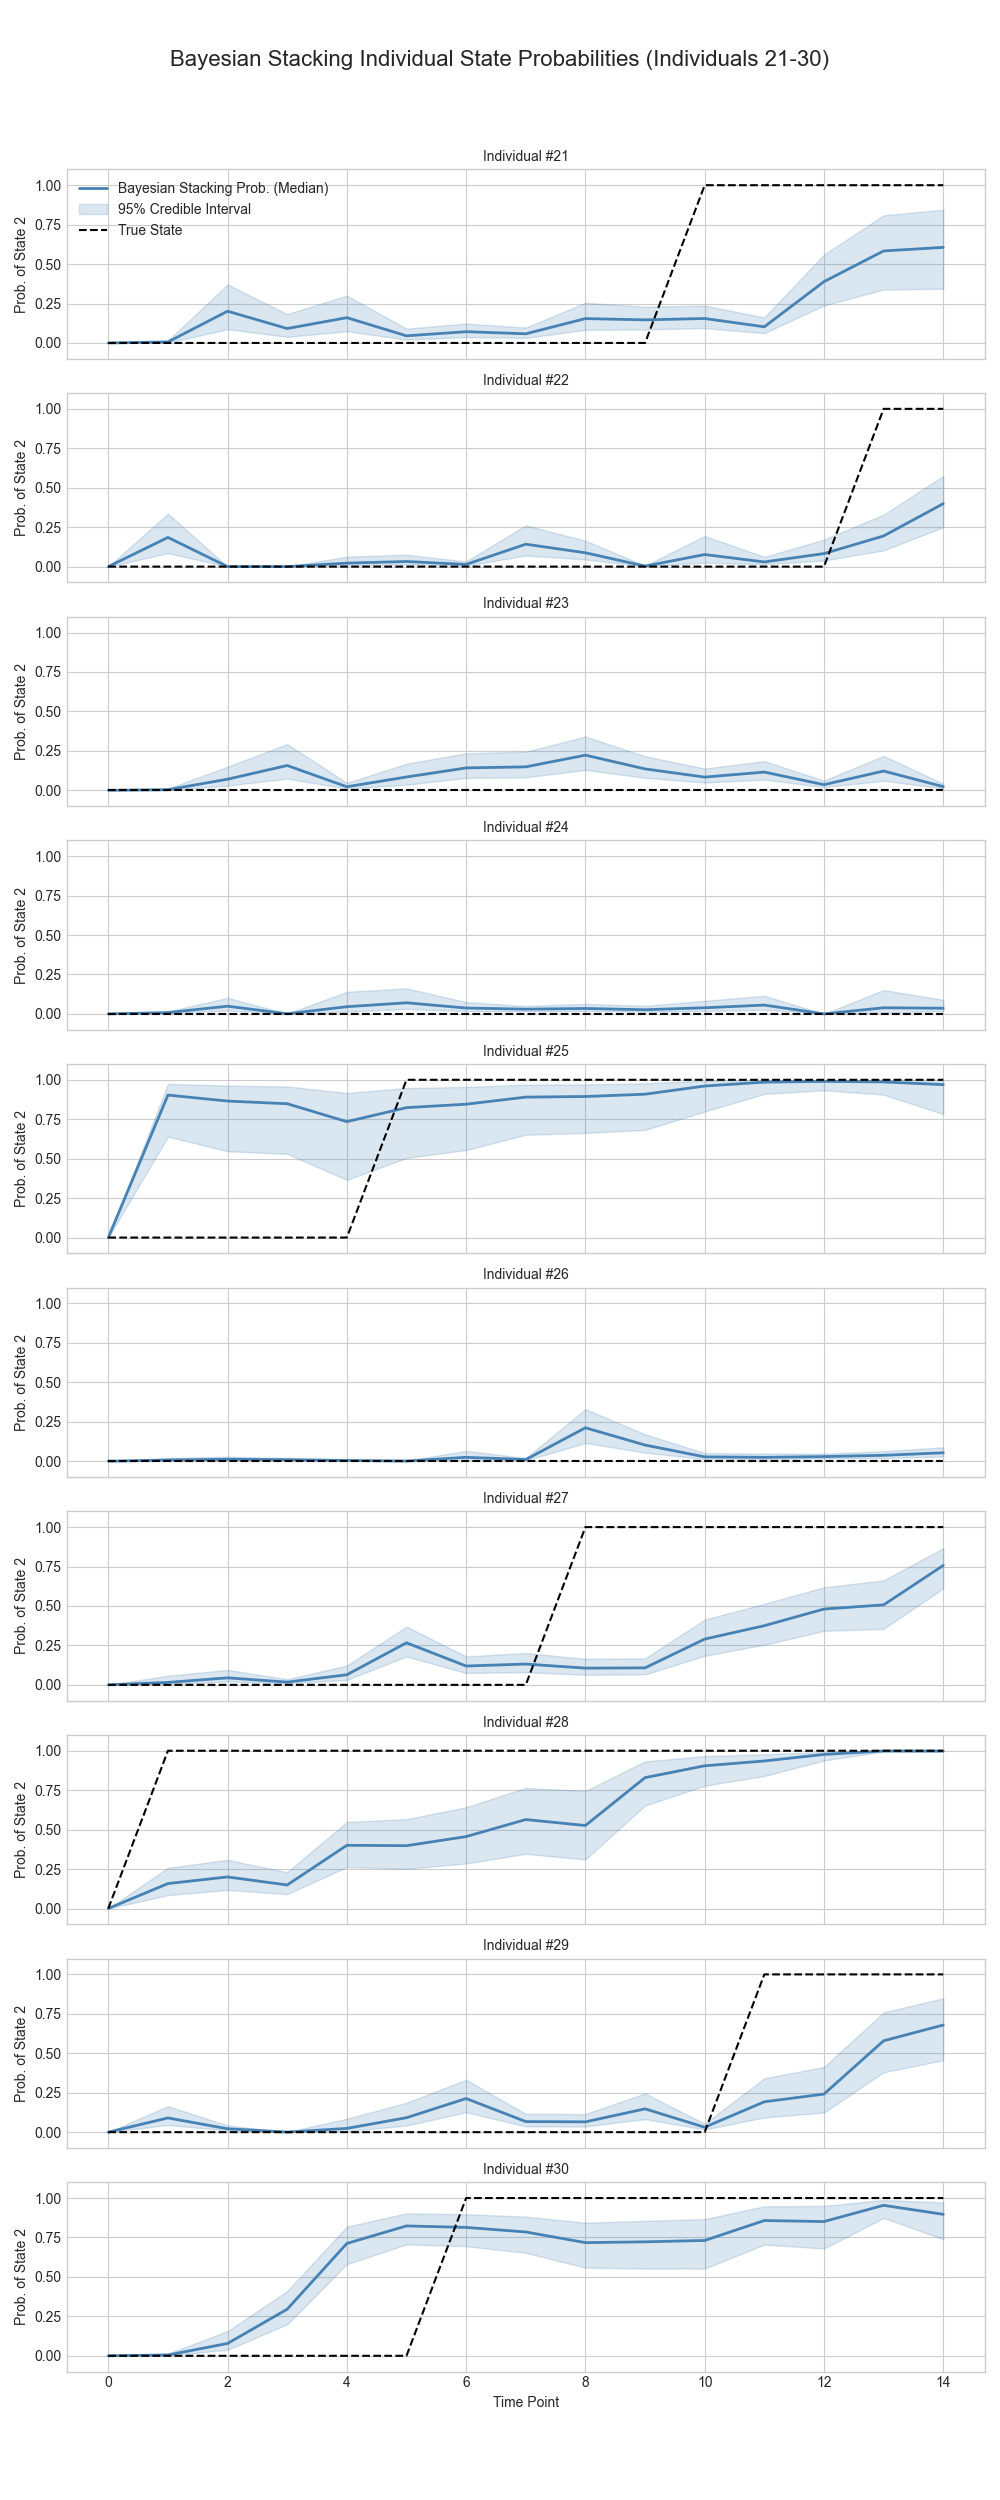 Bayesian Stacking Individual State Probabilities (Individuals 21-30)
Individual #21
1.00
0.75
0.50
0.25
0.00
Prob. of State 2
Bayesian Stacking Prob. (Median)
95% Credible Interval
True State
Individual #22
1.00
0.75
0.50
0.25
0.00
Prob. of State 2
Individual #23
1.00
0.75
0.50
0.25
0.00
Prob. of State 2
Individual #24
1.00
0.75
0.50
0.25
0.00
Prob. of State 2
Individual #25
1.00
0.75
0.50
0.25
0.00
Prob. of State 2
Individual #26
1.00
0.75
0.50
0.25
0.00
Prob. of State 2
Individual #27
1.00
0.75
0.50
0.25
0.00
Prob. of State 2
Individual #28
1.00
0.75
0.50
0.25
0.00
Prob. of State 2
Individual #29
1.00
0.75
0.50
0.25
0.00
Prob. of State 2
Individual #30
1.00
0.75
0.50
0.25
0.00
Prob. of State 2
0 2 4 6 8 10 12 14
Time Point